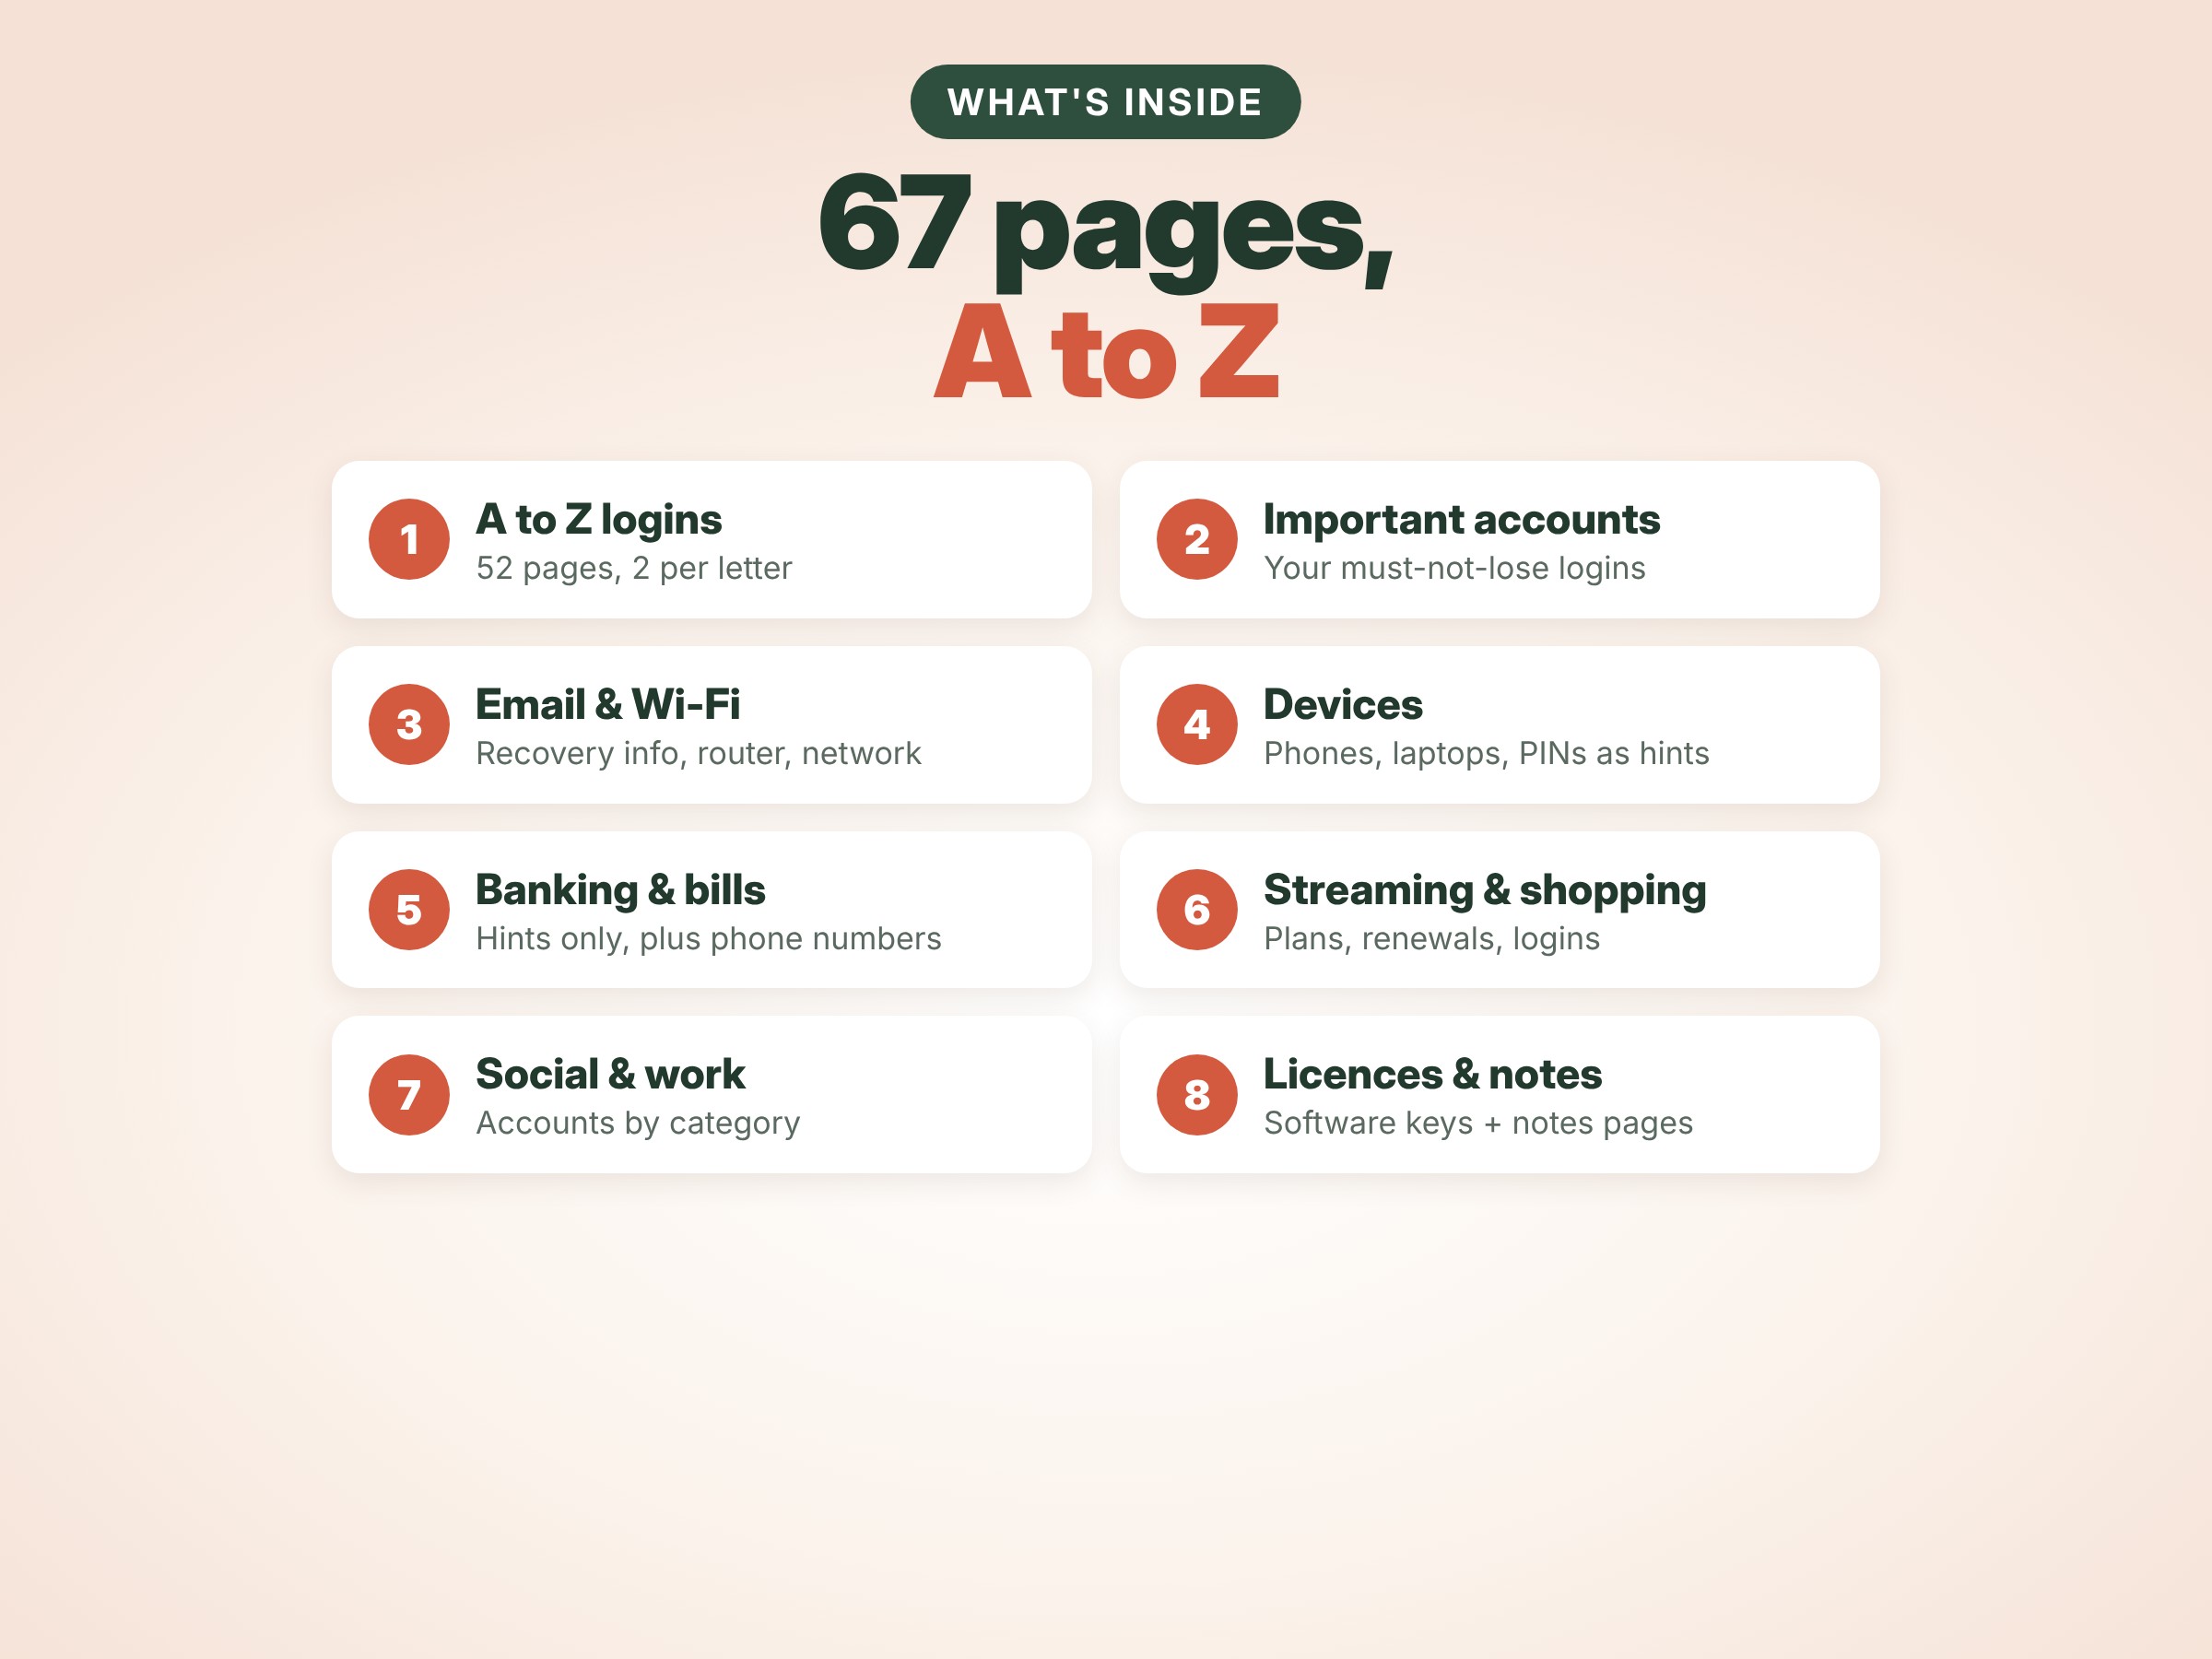 WHAT'S INSIDE
67 pages,
A to Z
1
A to Z logins
52 pages, 2 per letter
2
Important accounts
Your must-not-lose logins
3
Email & Wi-Fi
Recovery info, router, network
4
Devices
Phones, laptops, PINs as hints
5
Banking & bills
Hints only, plus phone numbers
6
Streaming & shopping
Plans, renewals, logins
7
Social & work
Accounts by category
8
Licences & notes
Software keys + notes pages